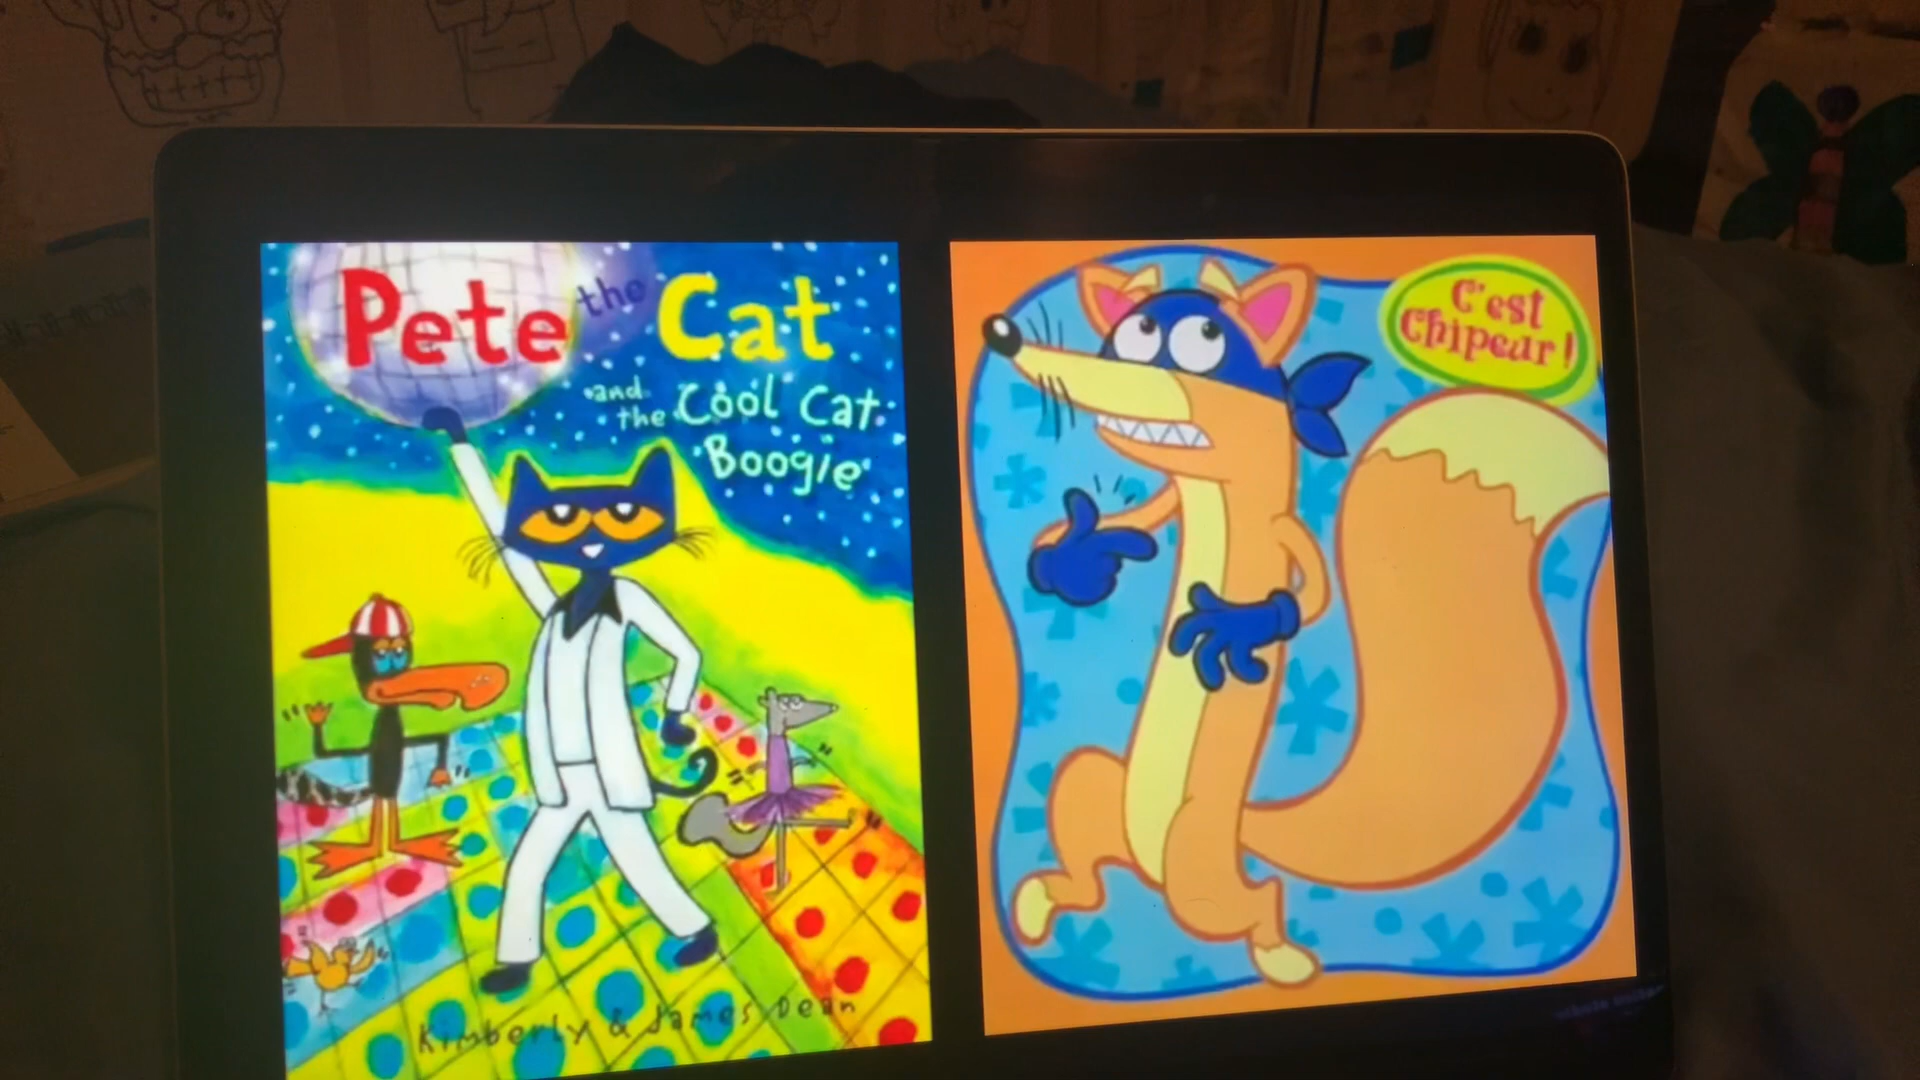 Pete the Cat
and the Cool Cat
Boogie
Kimberly & James Dean
C'est
Chipeur!